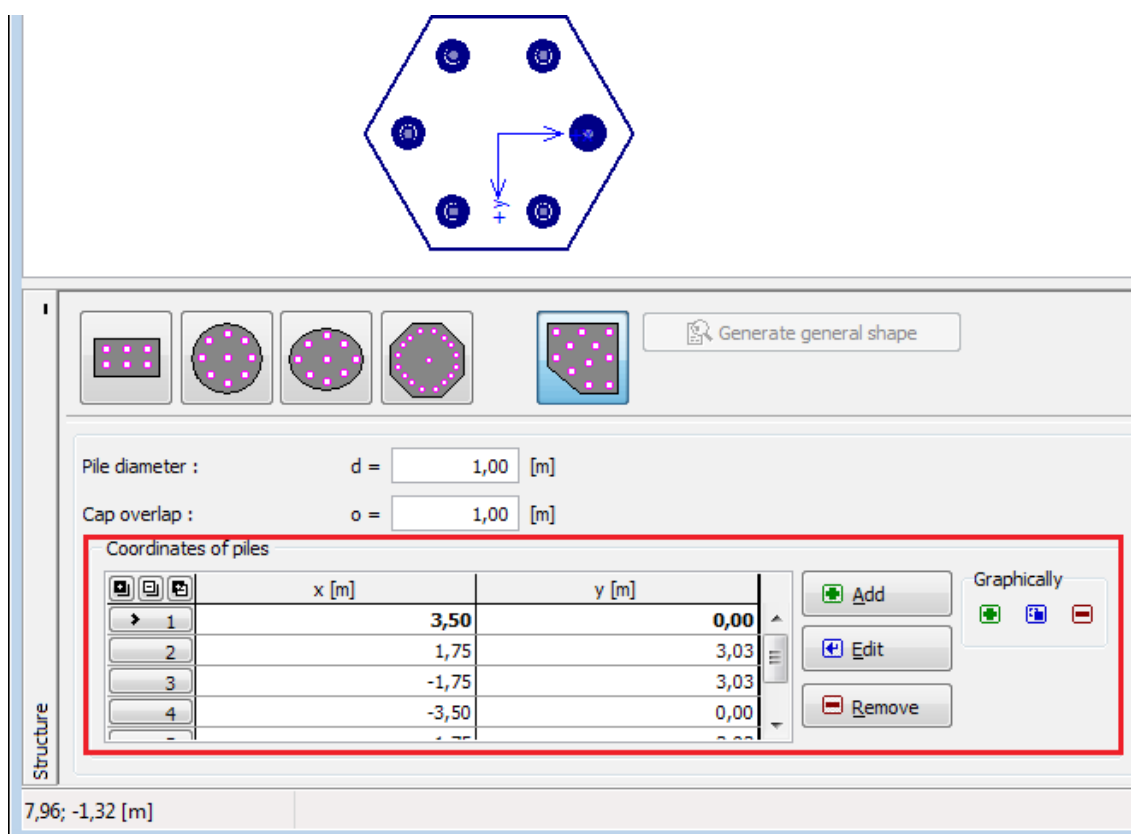 +y
Generate general shape
Pile diameter : d = 1,00 [m]
Cap overlap : o = 1,00 [m]
Coordinates of piles
x [m] y [m]
1 3,50 0,00
2 1,75 3,03
3 -1,75 3,03
4 -3,50 0,00
Add
Edit
Remove
Graphically
Structure
7,96; -1,32 [m]